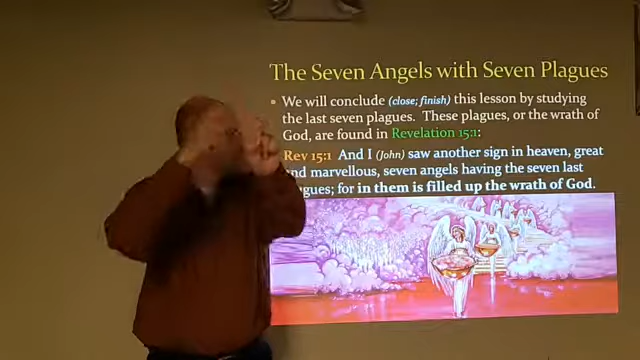 The Seven Angels with Seven Plagues
We will conclude (close; finish) this lesson by studying
the last seven plagues. These plagues, or the wrath of
God, are found in Revelation 15:1:
Rev 15:1 And I (John) saw another sign in heaven, great
marvellous, seven angels having the seven last
for in them is filled up the wrath of God.